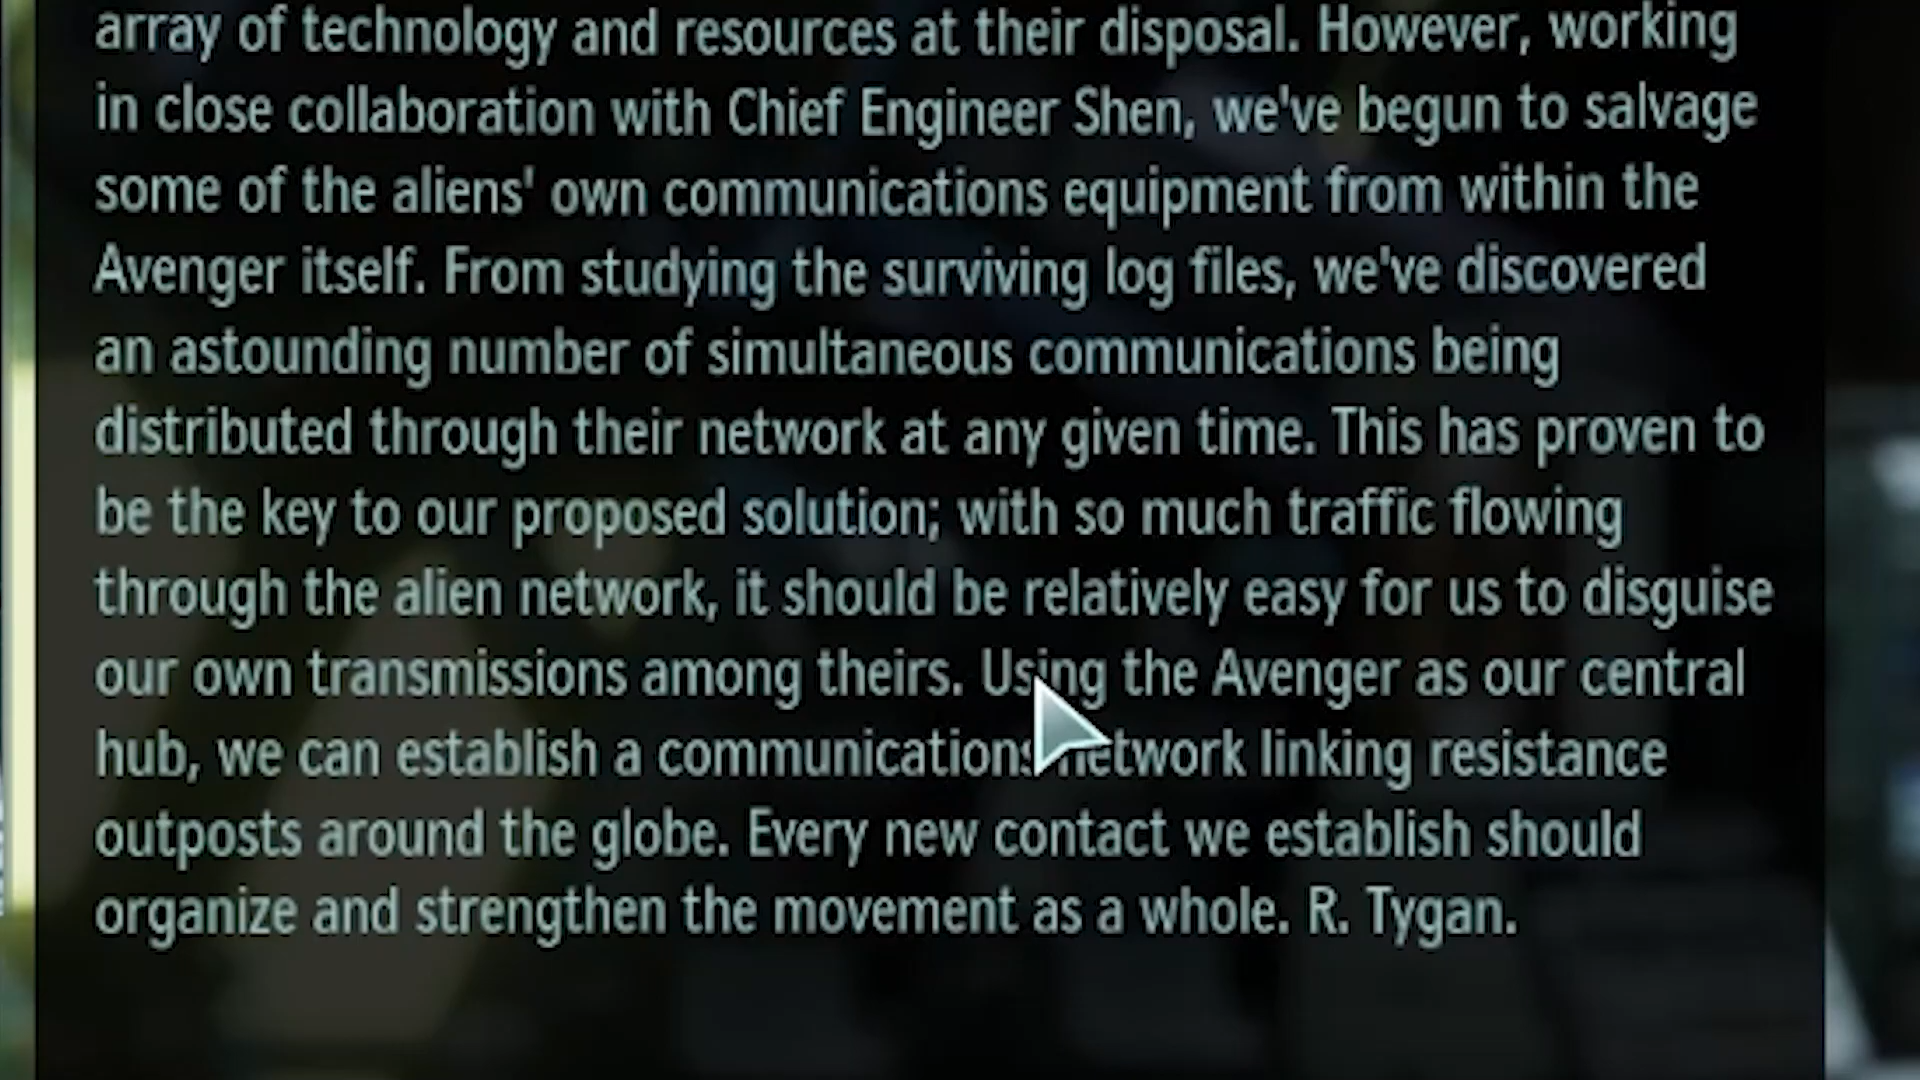 array of technology and resources at their disposal. However, working
in close collaboration with Chief Engineer Shen, we've begun to salvage
some of the aliens' own communications equipment from within the
Avenger itself. From studying the surviving log files, we've discovered
an astounding number of simultaneous communications being
distributed through their network at any given time. This has proven to
be the key to our proposed solution; with so much traffic flowing
through the alien network, it should be relatively easy for us to disguise
our own transmissions among theirs. Using the Avenger as our central
hub, we can establish a communications network linking resistance
outposts around the globe. Every new contact we establish should
organize and strengthen the movement as a whole. R. Tygan.